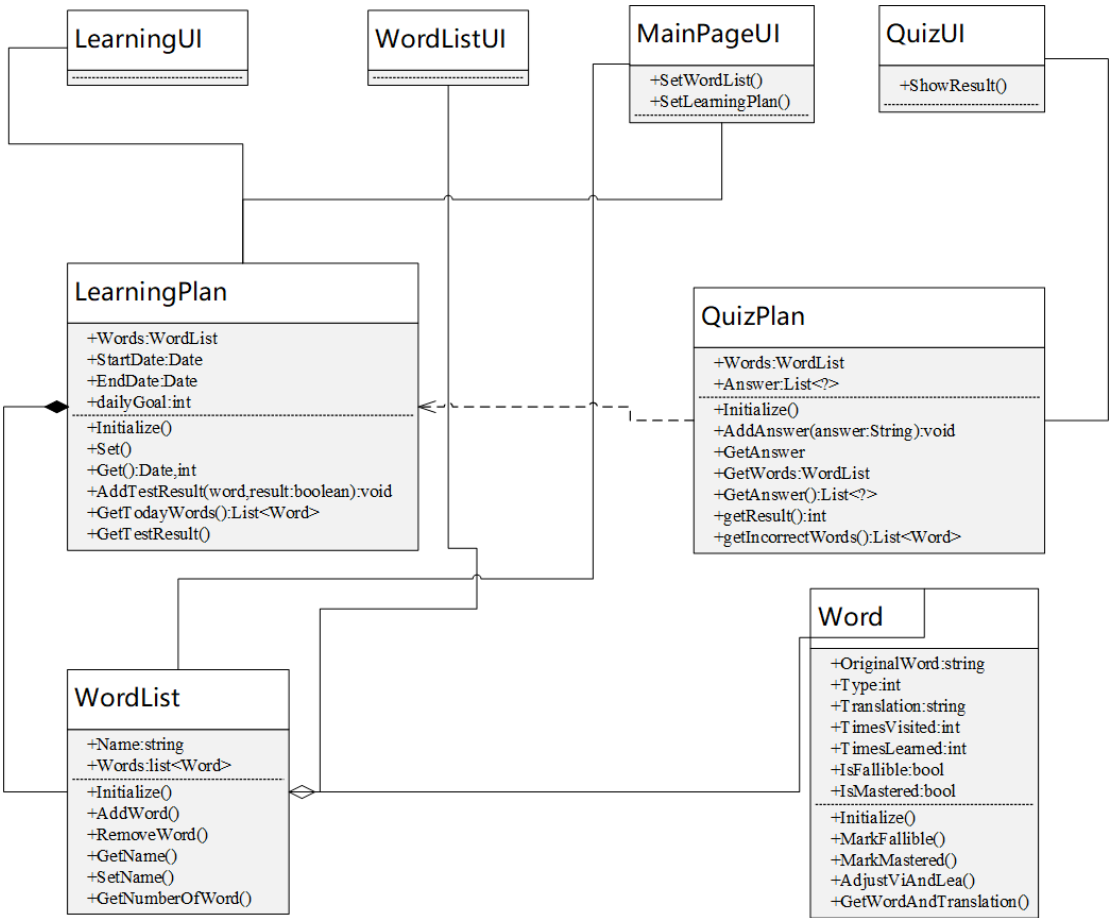 LearningUI
WordListUI
MainPageUI
+SetWordList()
+SetLearningPlan()
QuizUI
+ShowResult()
LearningPlan
+Words:WordList
+StartDate:Date
+EndDate:Date
+dailyGoal:int
+Initialize()
+Set()
+Get():Date,int
+AddTestResult(word,result:boolean):void
+GetTodayWords():List<Word>
+GetTestResult()
QuizPlan
+Words:WordList
+Answer:List<?>
+Initialize()
+AddAnswer(answer:String):void
+GetAnswer
+GetWords:WordList
+GetAnswer():List<?>
+getResult():int
+getIncorrectWords():List<Word>
WordList
+Name:string
+Words:list<Word>
+Initialize()
+AddWord()
+RemoveWord()
+GetName()
+SetName()
+GetNumberOfWord()
Word
+OriginalWord:string
+Type:int
+Translation:string
+TimesVisited:int
+TimesLearned:int
+IsFallible:bool
+IsMastered:bool
+Initialize()
+MarkFallible()
+MarkMastered()
+AdjustViAndLea()
+GetWordAndTranslation()